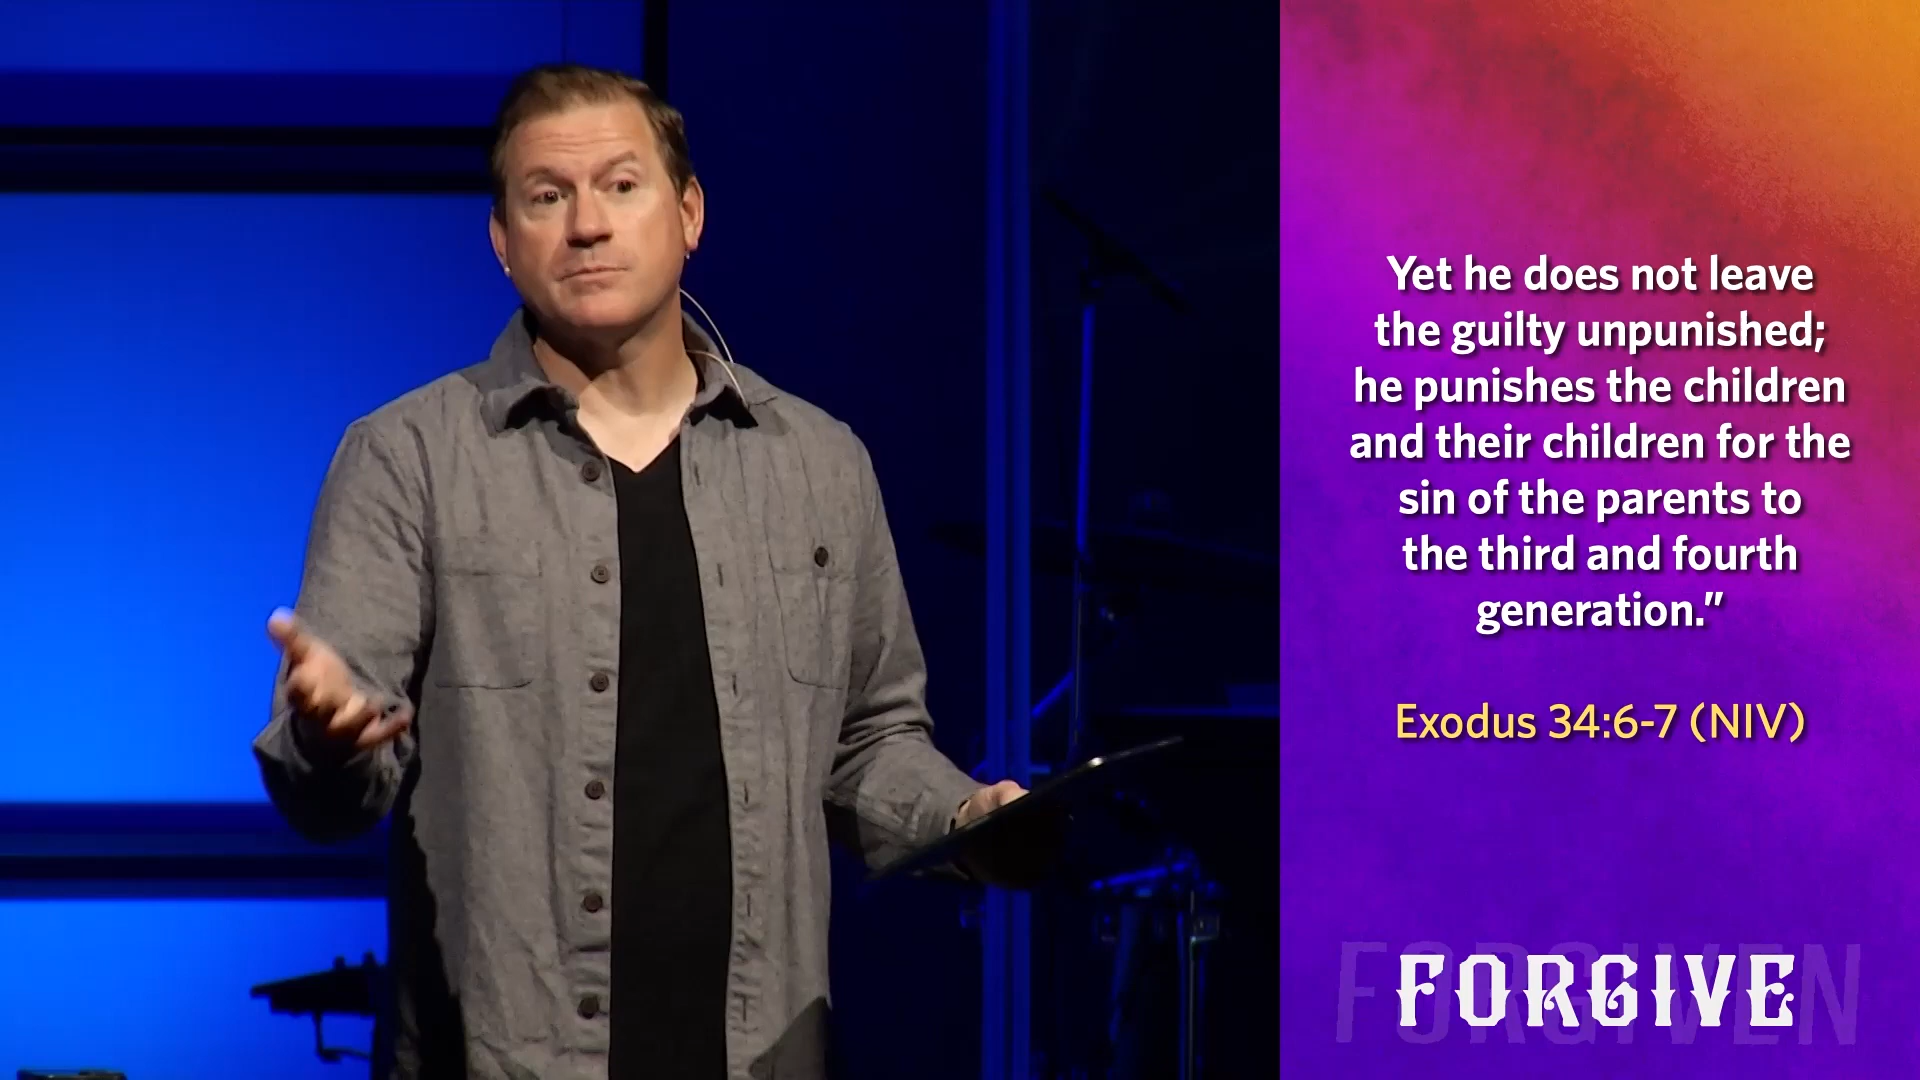 Yet he does not leave
the guilty unpunished;
he punishes the children
and their children for the
sin of the parents to
the third and fourth
generation.”
Exodus 34:6-7 (NIV)
FORGIVE
FORGIVEN